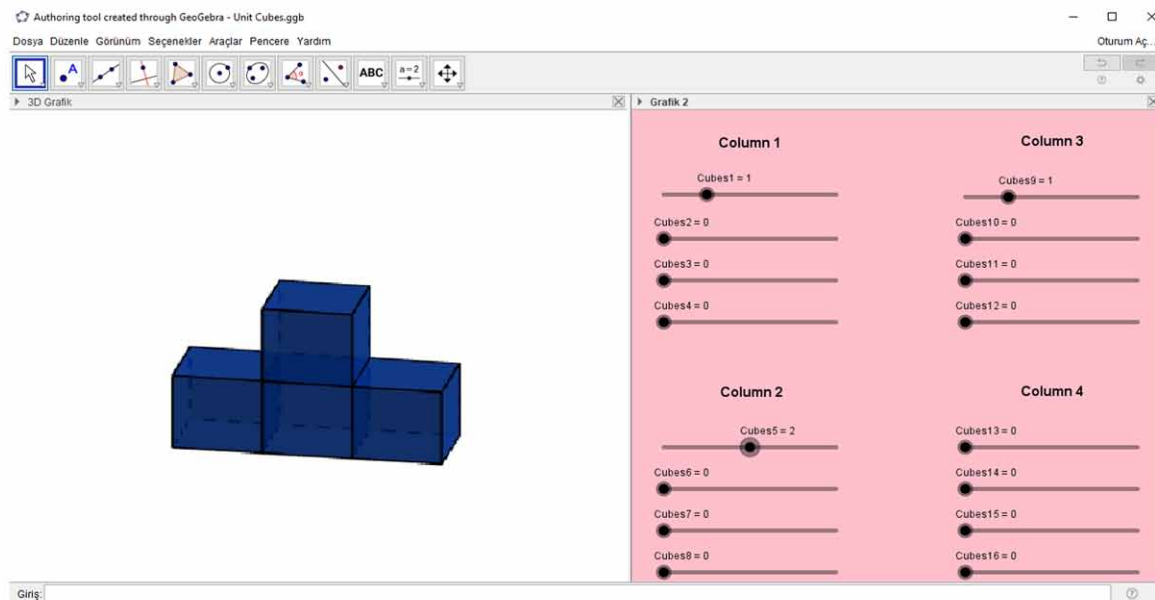 Authoring tool created through GeoGebra - Unit Cubes.ggb
Dosya Düzenle Görünüm Seçenekler Araçlar Pencere Yardım
Oturum Aç...
A
ABC
a=2
3D Grafik
Grafik 2
Column 1
Cubes1 = 1
Cubes2 = 0
Cubes3 = 0
Cubes4 = 0
Column 2
Cubes5 = 2
Cubes6 = 0
Cubes7 = 0
Cubes8 = 0
Column 3
Cubes9 = 1
Cubes10 = 0
Cubes11 = 0
Cubes12 = 0
Column 4
Cubes13 = 0
Cubes14 = 0
Cubes15 = 0
Cubes16 = 0
Giriş: